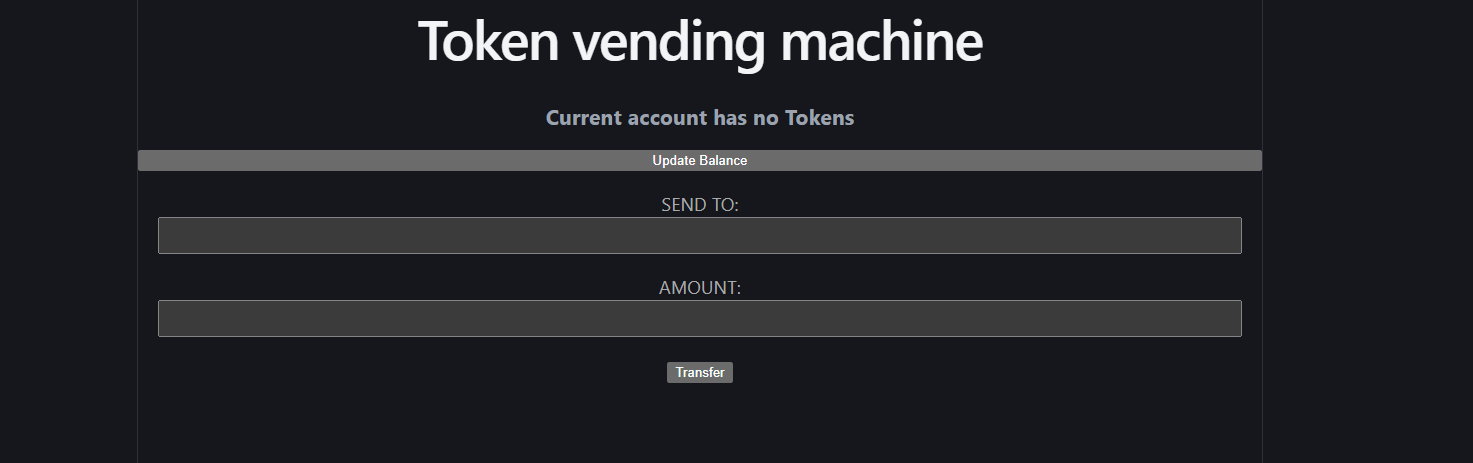 Token vending machine
Current account has no Tokens
Update Balance
SEND TO:
AMOUNT:
Transfer